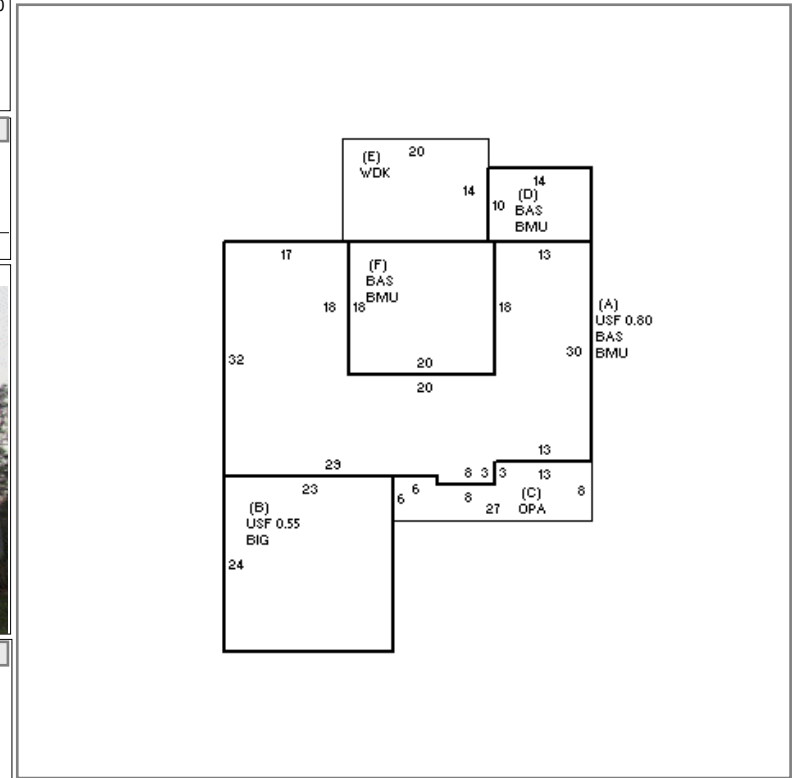 20
(E)
WDK
14
14
(D)
10 BAS
BMU
17
(F)
BAS
BMU
13
18
18
18
(A)
USF 0.80
BAS
BMU
30
32
20
20
13
29
8 3 3 13
23
6
6
8
(C)
8
27 OPA
(B)
USF 0.55
BIG
24